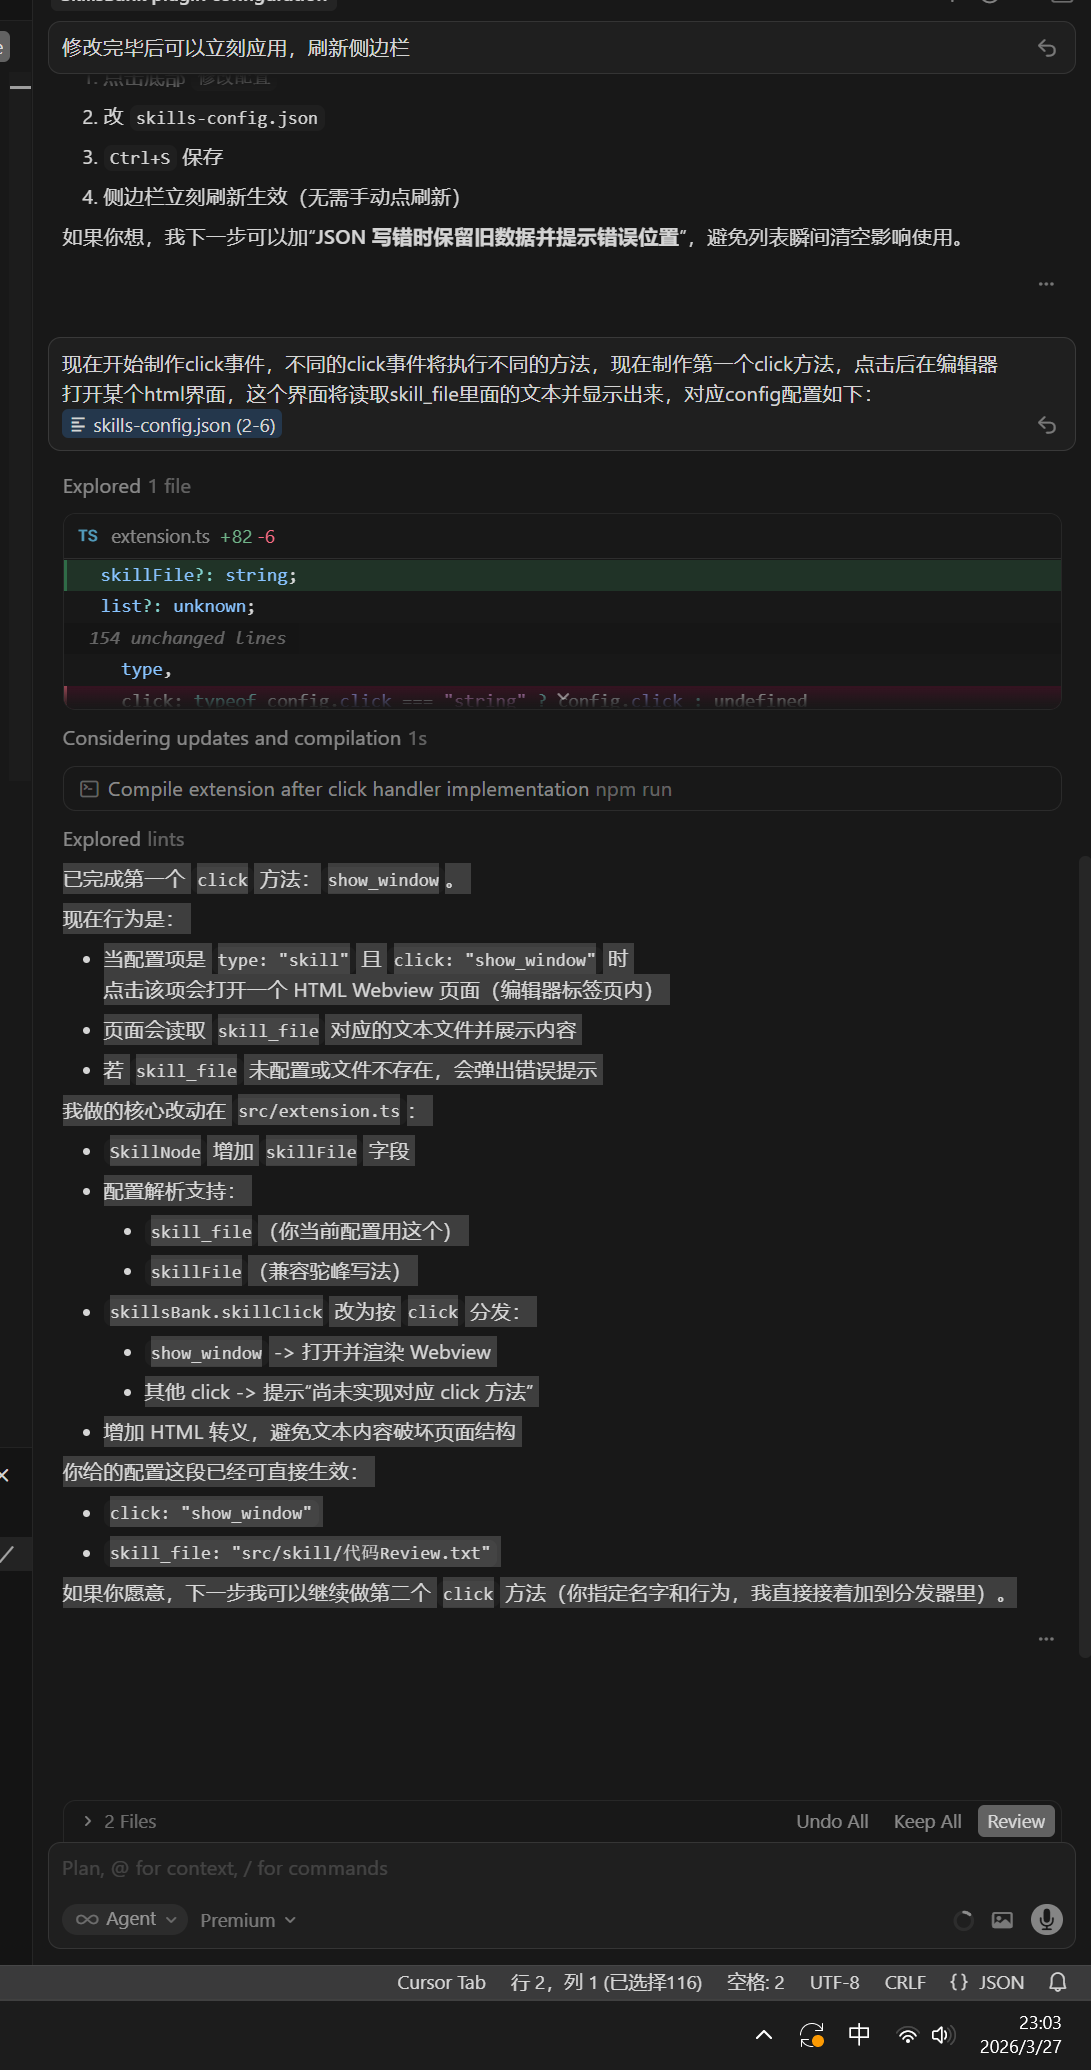 SkillsBank plugin configuration
修改完毕后可以立刻应用，刷新侧边栏
1. 点击底部 修改配置
2. 改 skills-config.json
3. Ctrl+S 保存
4. 侧边栏立刻刷新生效（无需手动点刷新）
如果你想，我下一步可以加“JSON 写错时保留旧数据并提示错误位置”，避免列表瞬间清空影响使用。
现在开始制作click事件，不同的click事件将执行不同的方法，现在制作第一个click方法，点击后在编辑器
打开某个html界面，这个界面将读取skill_file里面的文本并显示出来，对应config配置如下：
skills-config.json (2-6)
Explored 1 file
TS extension.ts +82 -6
skillFile?: string;
list?: unknown;
154 unchanged lines
type,
click: typeof config.click === "string" ? config.click : undefined
Considering updates and compilation 1s
Compile extension after click handler implementation npm run
Explored lints
已完成第一个 click 方法： show_window 。
现在行为是：
• 当配置项是 type: "skill" 且 click: "show_window" 时
点击该项会打开一个 HTML Webview 页面（编辑器标签页内）
• 页面会读取 skill_file 对应的文本文件并展示内容
• 若 skill_file 未配置或文件不存在，会弹出错误提示
我做的核心改动在 src/extension.ts ：
• SkillNode 增加 skillFile 字段
• 配置解析支持：
• skill_file （你当前配置用这个）
• skillFile （兼容驼峰写法）
• skillsBank.skillClick 改为按 click 分发：
• show_window -> 打开并渲染 Webview
• 其他 click -> 提示“尚未实现对应 click 方法”
• 增加 HTML 转义，避免文本内容破坏页面结构
你给的配置这段已经可直接生效：
• click: "show_window"
• skill_file: "src/skill/代码Review.txt"
如果你愿意，下一步我可以继续做第二个 click 方法（你指定名字和行为，我直接接着加到分发器里）。
2 Files Undo All Keep All Review
Plan, @ for context, / for commands
Agent Premium
Cursor Tab 行 2，列 1 (已选择116) 空格: 2 UTF-8 CRLF {} JSON
中 23:03
2026/3/27